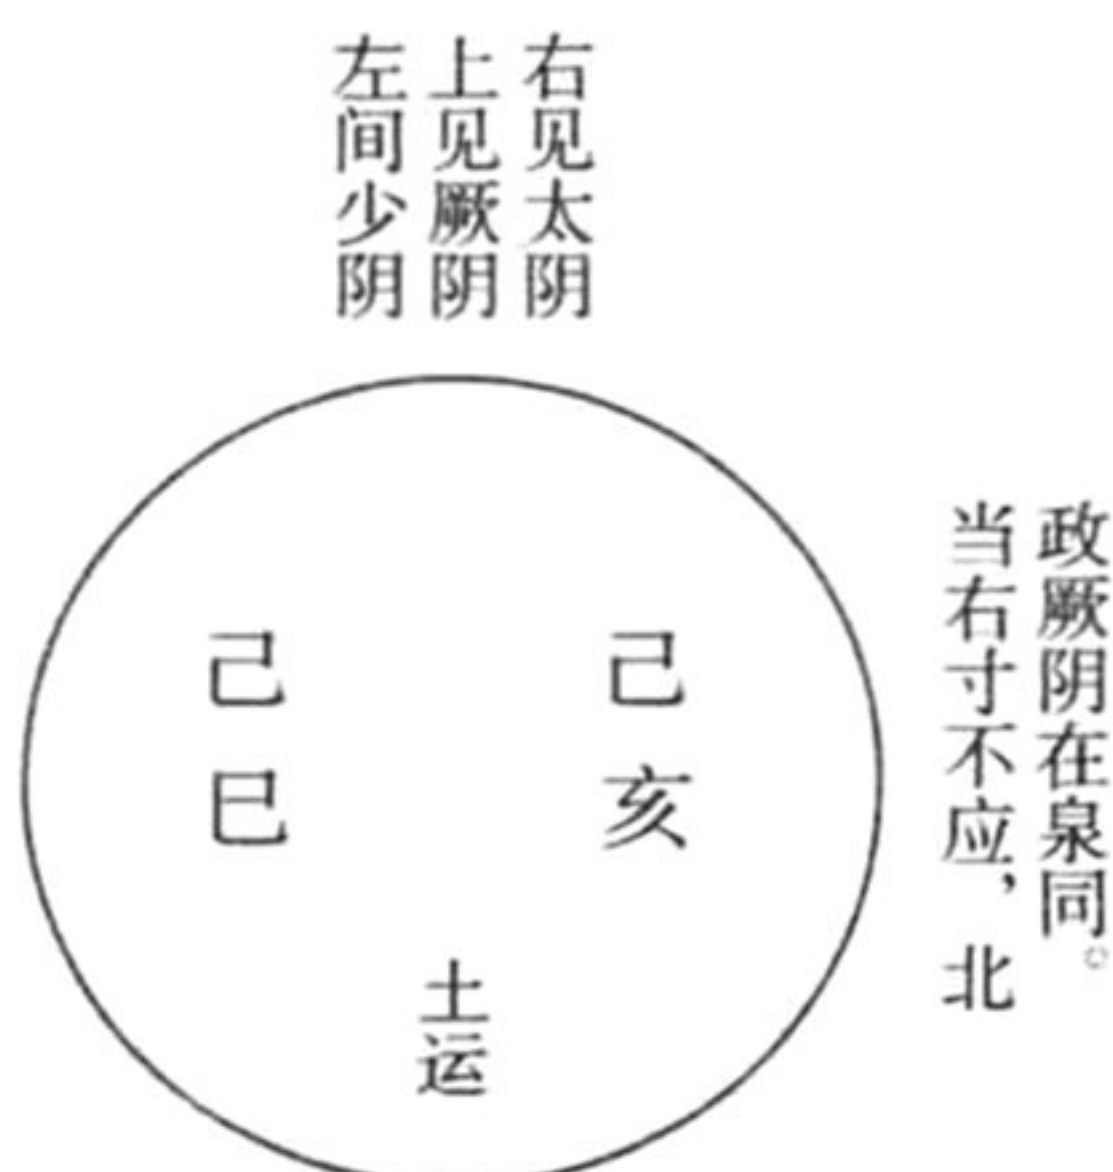 左间少阴
上见厥阴
右见太阴
己巳
己亥
土运
当右寸不应，北
政厥阴在泉同。